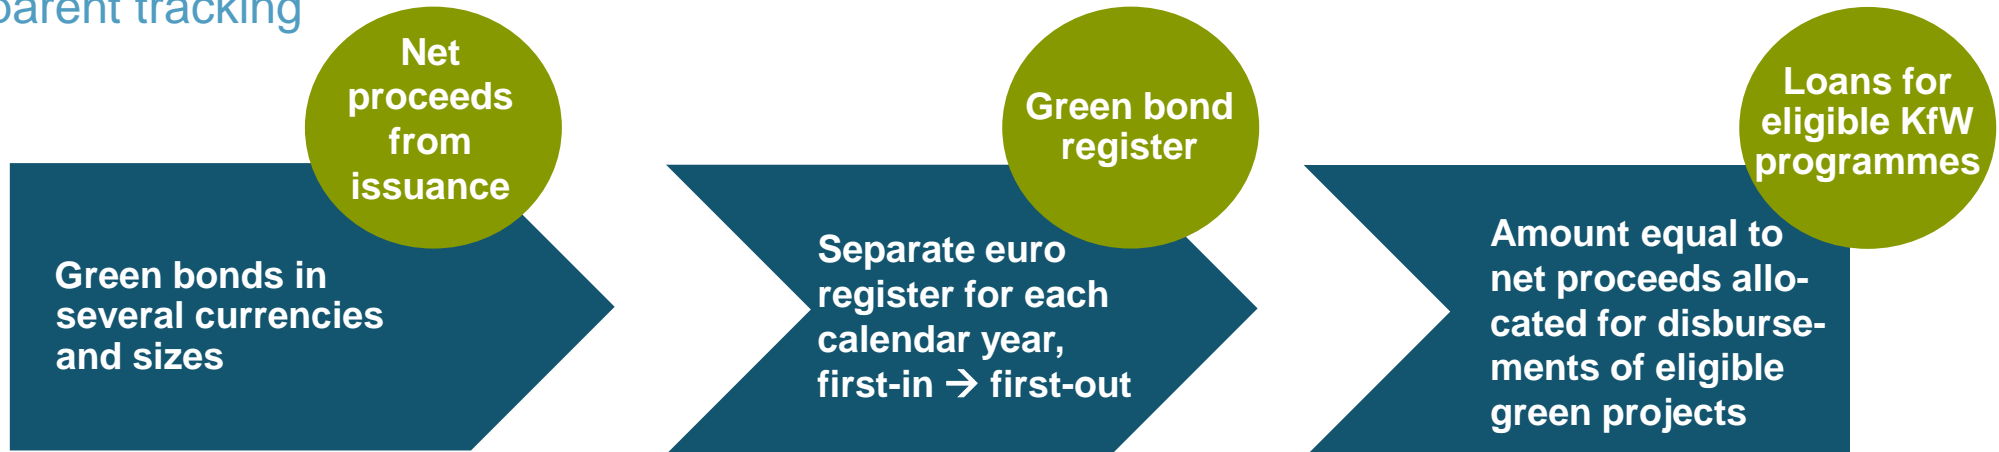 parent tracking
Net
proceeds
from
issuance
Green bonds in
several currencies
and sizes
Green bond
register
Separate euro
register for each
calendar year,
first-in → first-out
Loans for
eligible KfW
programmes
Amount equal to
net proceeds allo-
cated for disburse-
ments of eligible
green projects